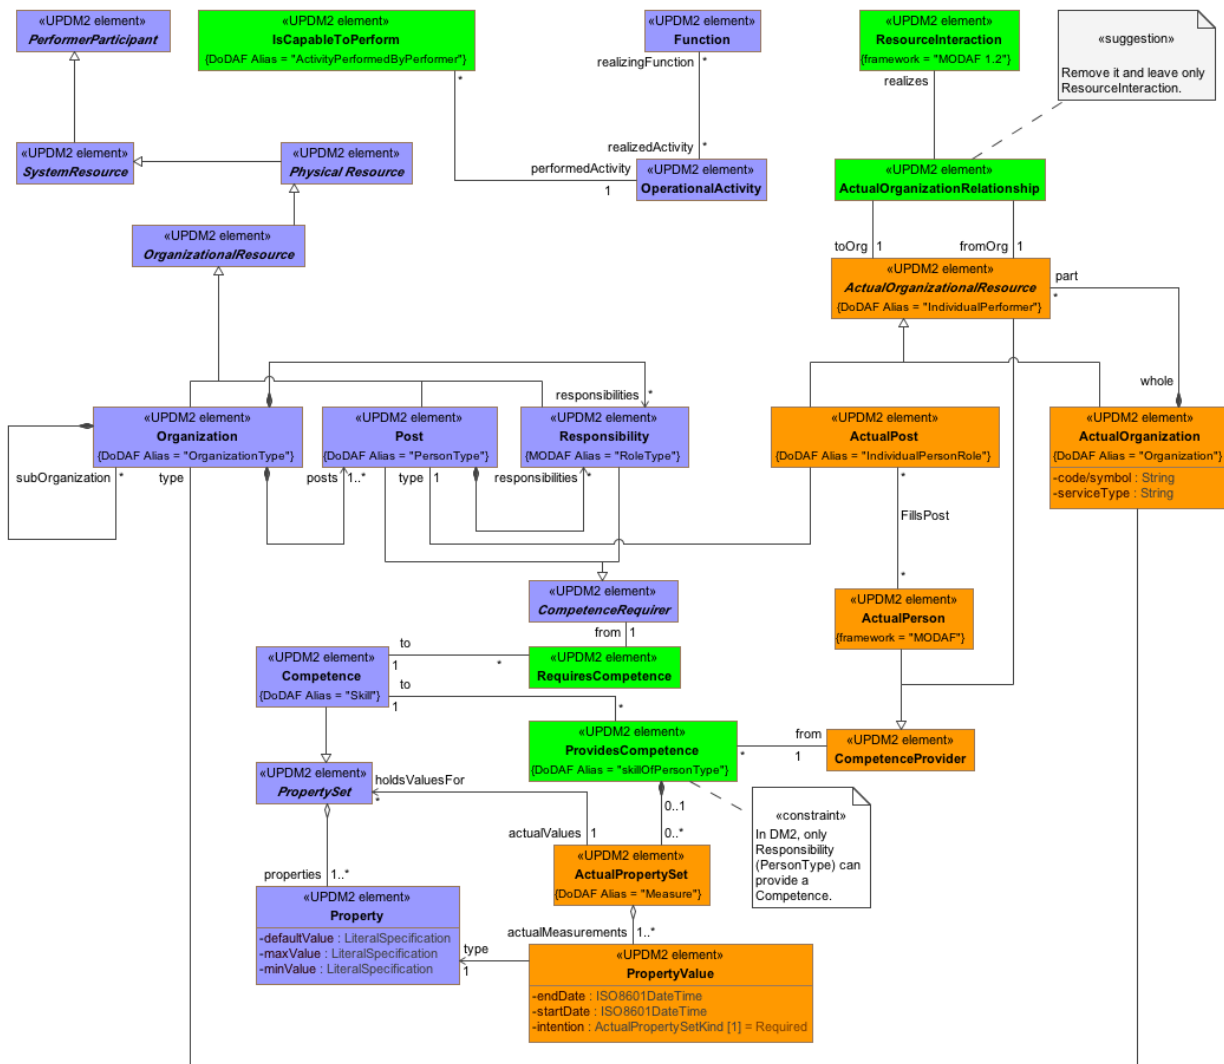 «UPDM2 element»
PerformerParticipant
«UPDM2 element»
IsCapableToPerform
{DoDAF Alias = "ActivityPerformedByPerformer"}
«UPDM2 element»
Function
«UPDM2 element»
ResourceInteraction
{framework = "MODAF 1.2"}
«suggestion»
Remove it and leave only
ResourceInteraction.
realizingFunction
*
*
realizes
«UPDM2 element»
SystemResource
«UPDM2 element»
Physical Resource
realizedActivity
*
performedActivity
1
«UPDM2 element»
OperationalActivity
«UPDM2 element»
ActualOrganizationRelationship
«UPDM2 element»
OrganizationalResource
toOrg
1
fromOrg
1
«UPDM2 element»
ActualOrganizationalResource
{DoDAF Alias = "IndividualPerformer"}
part
*
whole
responsibilities
*
«UPDM2 element»
Organization
{DoDAF Alias = "OrganizationType"}
«UPDM2 element»
Post
{DoDAF Alias = "PersonType"}
«UPDM2 element»
Responsibility
{MODAF Alias = "RoleType"}
«UPDM2 element»
ActualPost
{DoDAF Alias = "IndividualPersonRole"}
«UPDM2 element»
ActualOrganization
{DoDAF Alias = "Organization"}
-code/symbol : String
-serviceType : String
subOrganization
*
type
posts
1..*
type
1
responsibilities
*
*
FillsPost
*
«UPDM2 element»
CompetenceRequirer
«UPDM2 element»
ActualPerson
{framework = "MODAF"}
from
1
«UPDM2 element»
Competence
{DoDAF Alias = "Skill"}
to
1
*
«UPDM2 element»
RequiresCompetence
to
1
*
«UPDM2 element»
ProvidesCompetence
{DoDAF Alias = "skillOfPersonType"}
from
*
1
«UPDM2 element»
CompetenceProvider
«UPDM2 element»
PropertySet
holdsValuesFor
*
actualValues
1
0..1
0..*
«constraint»
In DM2, only
Responsibility
(PersonType) can
provide a
Competence.
«UPDM2 element»
ActualPropertySet
{DoDAF Alias = "Measure"}
properties
1..*
«UPDM2 element»
Property
-defaultValue : LiteralSpecification
-maxValue : LiteralSpecification
-minValue : LiteralSpecification
actualMeasurements
1..*
type
1
«UPDM2 element»
PropertyValue
-endDate : ISO8601DateTime
-startDate : ISO8601DateTime
-intention : ActualPropertySetKind [1] = Required